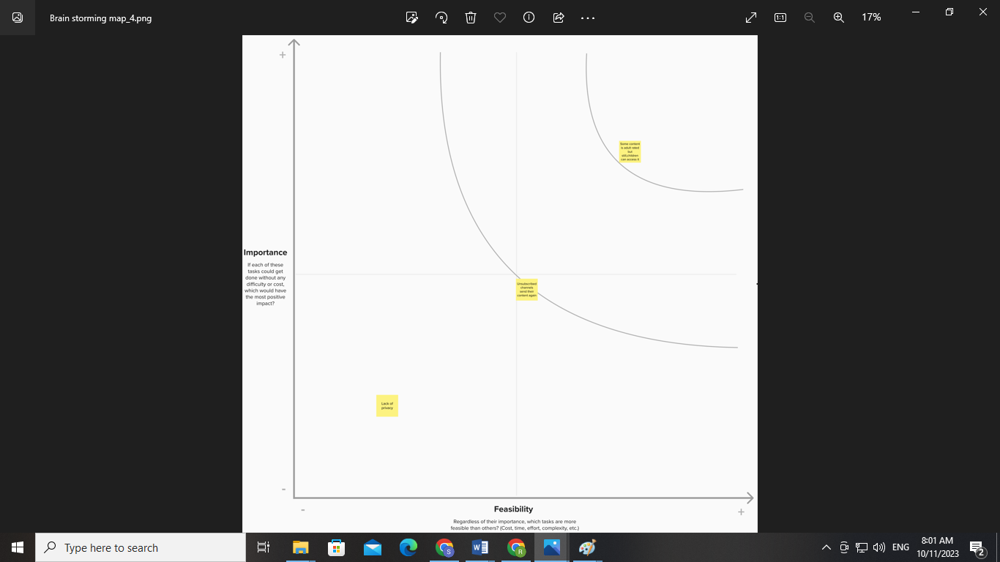 Brain storming map_4.png
17%
+
Some content
is adult rated
but
still,children
can access it
Importance
If each of these
tasks could get
done without any
difficulty or cost,
which would have
the most positive
impact?
Unsubscribed
channels
send their
content again
Lack of
privacy
-
-
Feasibility
+
Regardless of their importance, which tasks are more
feasible than others? (Cost, time, effort, complexity, etc.)
Type here to search
S
W
R
ENG
8:01 AM
10/11/2023
2